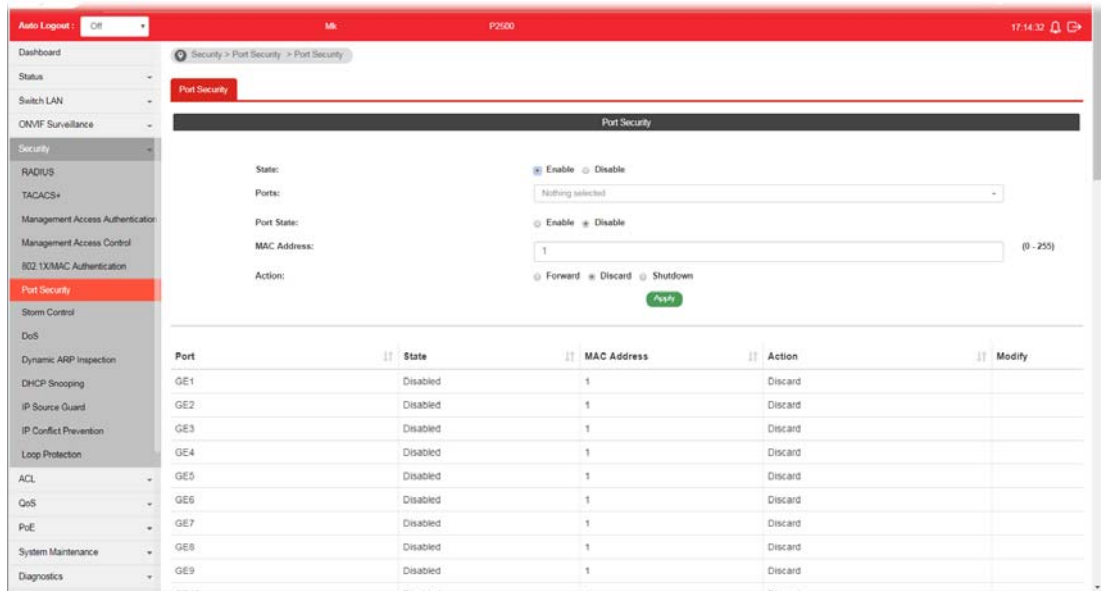 Auto Logout : Off Mk P2500 17:14:32
Dashboard
Status
Switch LAN
ONVIF Surveillance
Security
RADIUS
TACACS+
Management Access Authentication
Management Access Control
802.1X/MAC Authentication
Port Security
Storm Control
DoS
Dynamic ARP Inspection
DHCP Snooping
IP Source Guard
IP Conflict Prevention
Loop Protection
ACL
QoS
PoE
System Maintenance
Diagnostics
Security > Port Security > Port Security
Port Security
Port Security
State: Enable Disable
Ports: Nothing selected
Port State: Enable Disable
MAC Address: 1 (0 - 255)
Action: Forward Discard Shutdown
Apply
Port State MAC Address Action Modify
GE1 Disabled 1 Discard
GE2 Disabled 1 Discard
GE3 Disabled 1 Discard
GE4 Disabled 1 Discard
GE5 Disabled 1 Discard
GE6 Disabled 1 Discard
GE7 Disabled 1 Discard
GE8 Disabled 1 Discard
GE9 Disabled 1 Discard